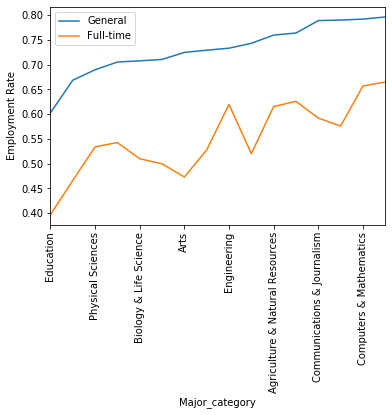 General
Full-time
0.80
0.75
0.70
0.65
0.60
0.55
0.50
0.45
0.40
Employment Rate
Education
Physical Sciences
Biology & Life Science
Arts
Engineering
Agriculture & Natural Resources
Communications & Journalism
Computers & Mathematics
Major_category